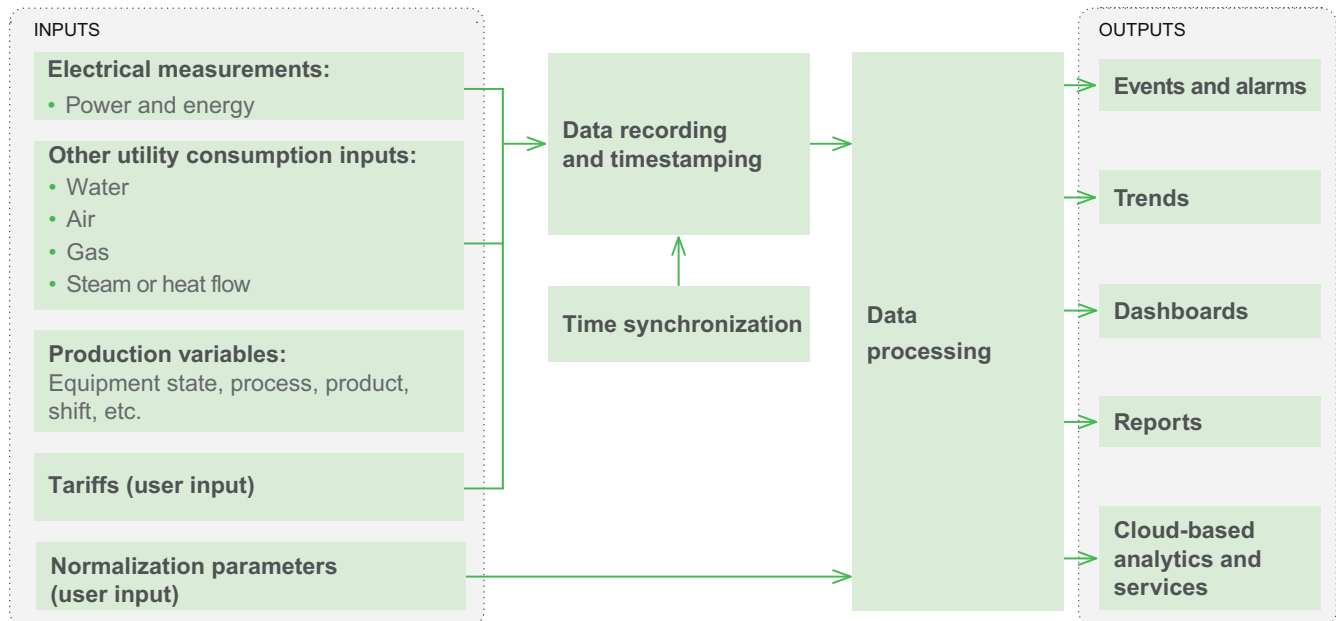 INPUTS
Electrical measurements:
• Power and energy
Other utility consumption inputs:
• Water
• Air
• Gas
• Steam or heat flow
Production variables:
Equipment state, process, product,
shift, etc.
Tariffs (user input)
Normalization parameters
(user input)
Data recording
and timestamping
Time synchronization
Data
processing
OUTPUTS
Events and alarms
Trends
Dashboards
Reports
Cloud-based
analytics and
services